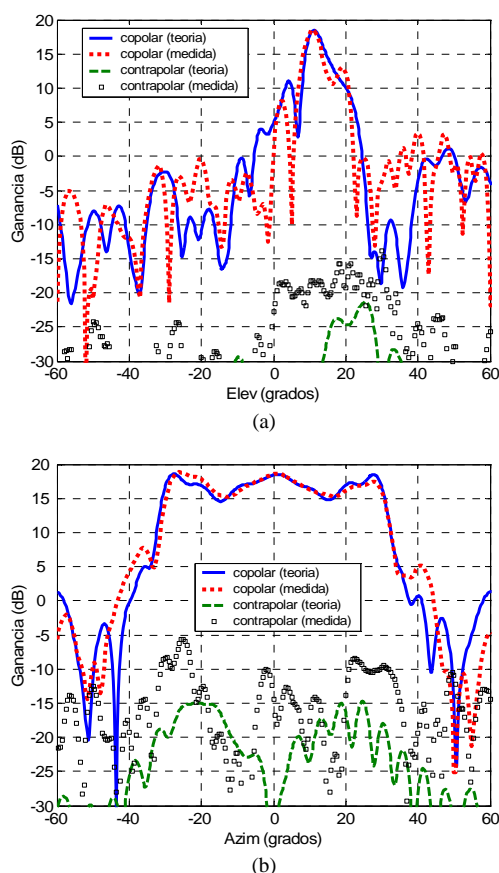 20
15
10
5
0
-5
-10
-15
-20
-25
-30
Ganancia (dB)
copolar (teoria)
copolar (medida)
contrapolar (teoria)
contrapolar (medida)
-60 -40 -20 0 20 40 60
Elev (grados)
(a)
20
15
10
5
0
-5
-10
-15
-20
-25
-30
Ganancia (dB)
copolar (teoria)
copolar (medida)
contrapolar (teoria)
contrapolar (medida)
-60 -40 -20 0 20 40 60
Azim (grados)
(b)